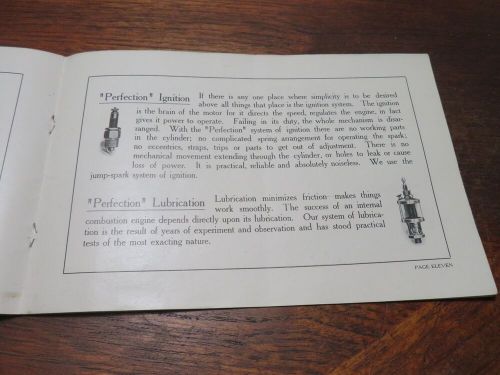 "Perfection" Ignition If there is any one place where simplicity is to be desired
above all things that place is the ignition system. The ignition
is the brain of the motor for it directs the speed, regulates the engine, in fact
gives it power to operate. Failing in its duty, the whole mechanism is disar-
ranged. With the "Perfection" system of ignition there are no working parts
in the cylinder; no complicated spring arrangement for operating the spark;
no eccentrics, straps, trips or parts to get out of adjustment. There is no
mechanical movement extending through the cylinder, or holes to leak or cause
loss of power. It is practical, reliable and absolutely noiseless. We use the
jump-spark system of ignition.
"Perfection" Lubrication Lubrication minimizes friction- makes things
work smoothly. The success of an internal
combustion engine depends directly upon its lubrication. Our system of lubrica-
tion is the result of years of experiment and observation and has stood practical
tests of the most exacting nature.
PAGE ELEVEN